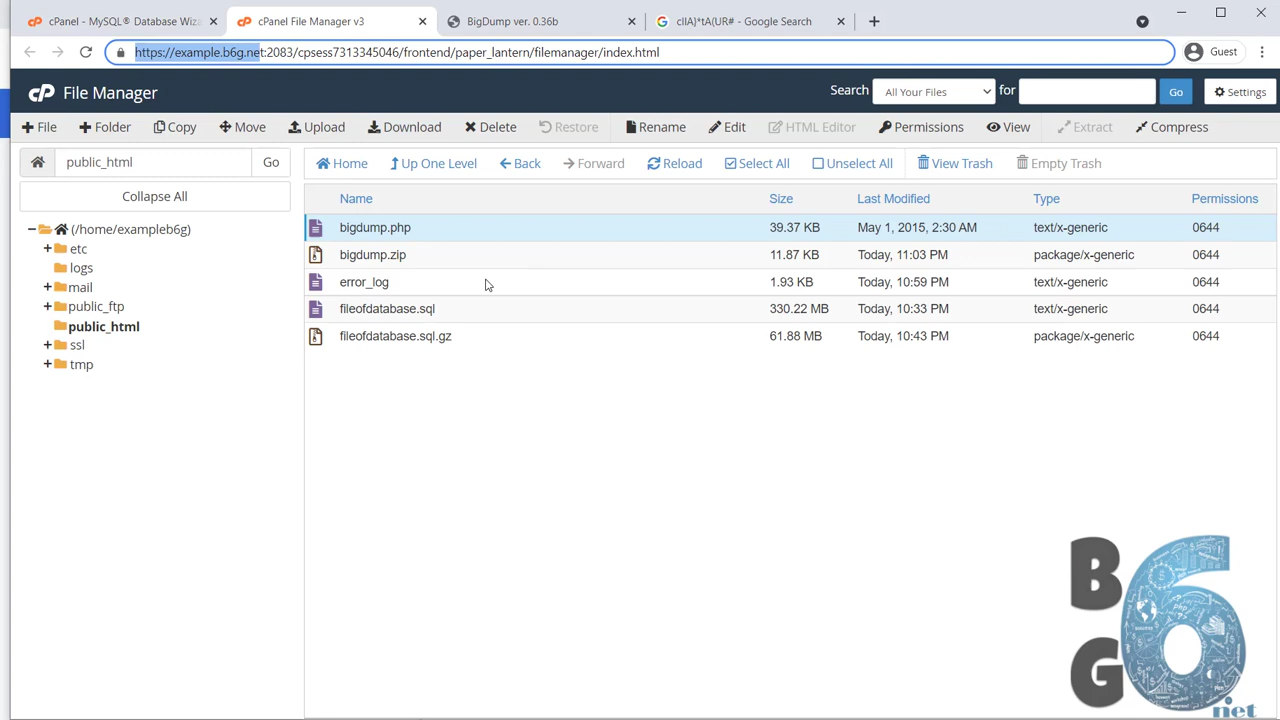 cPanel - MySQL® Database Wiza
cPanel File Manager v3
BigDump ver. 0.36b
cIIA}*tA(UR# - Google Search
https://example.b6g.net:2083/cpsess7313345046/frontend/paper_lantern/filemanager/index.html
Guest
cP File Manager
Search All Your Files for Go Settings
File Folder Copy Move Upload Download Delete Restore Rename Edit HTML Editor Permissions View Extract Compress
public_html Go
Home Up One Level Back Forward Reload Select All Unselect All View Trash Empty Trash
Collapse All
(/home/exampleb6g)
etc
logs
mail
public_ftp
public_html
ssl
tmp
Name Size Last Modified Type Permissions
bigdump.php 39.37 KB May 1, 2015, 2:30 AM text/x-generic 0644
bigdump.zip 11.87 KB Today, 11:03 PM package/x-generic 0644
error_log 1.93 KB Today, 10:59 PM text/x-generic 0644
fileofdatabase.sql 330.22 MB Today, 10:33 PM text/x-generic 0644
fileofdatabase.sql.gz 61.88 MB Today, 10:43 PM package/x-generic 0644
B6G
net